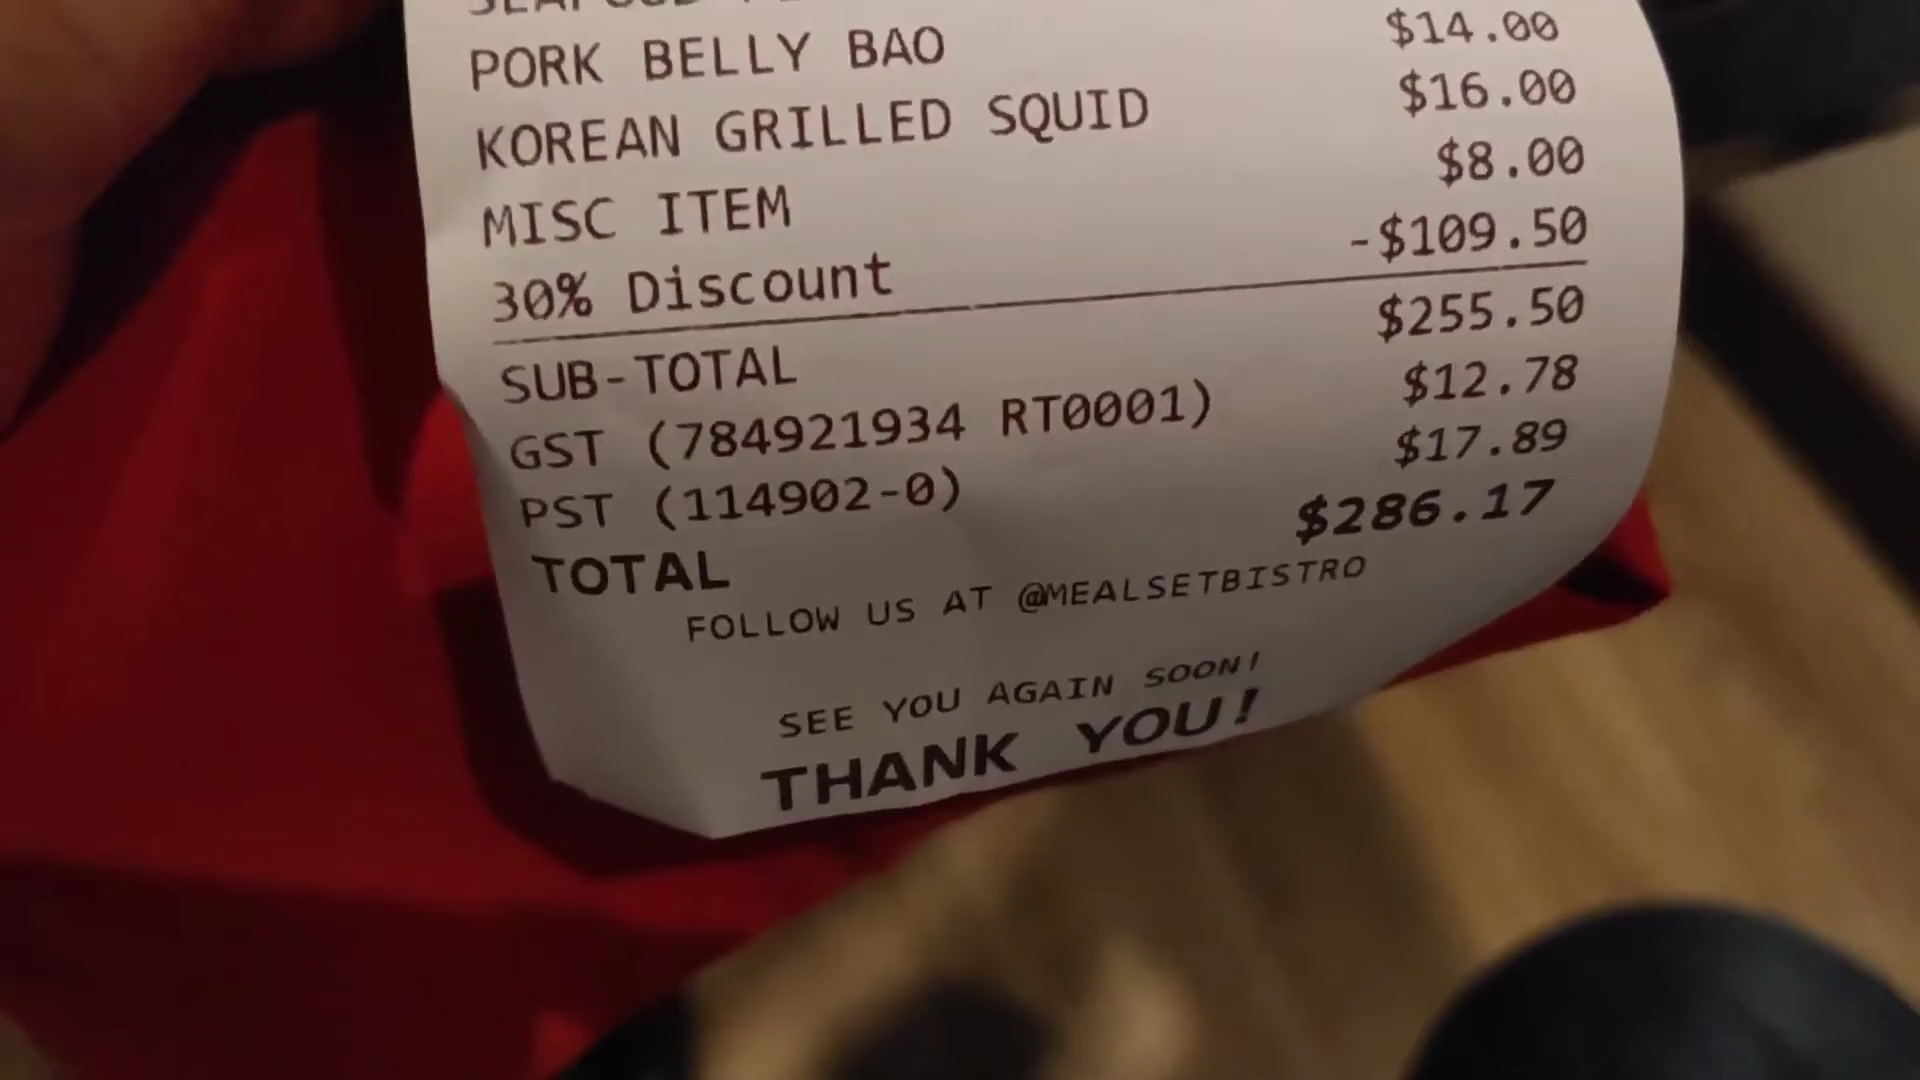 PORK BELLY BAO $14.00
KOREAN GRILLED SQUID $16.00
MISC ITEM $8.00
30% Discount -$109.50
SUB-TOTAL $255.50
GST (784921934 RT0001) $12.78
PST (114902-0) $17.89
TOTAL $286.17
FOLLOW US AT @MEALSETBISTRO
SEE YOU AGAIN SOON!
THANK YOU!